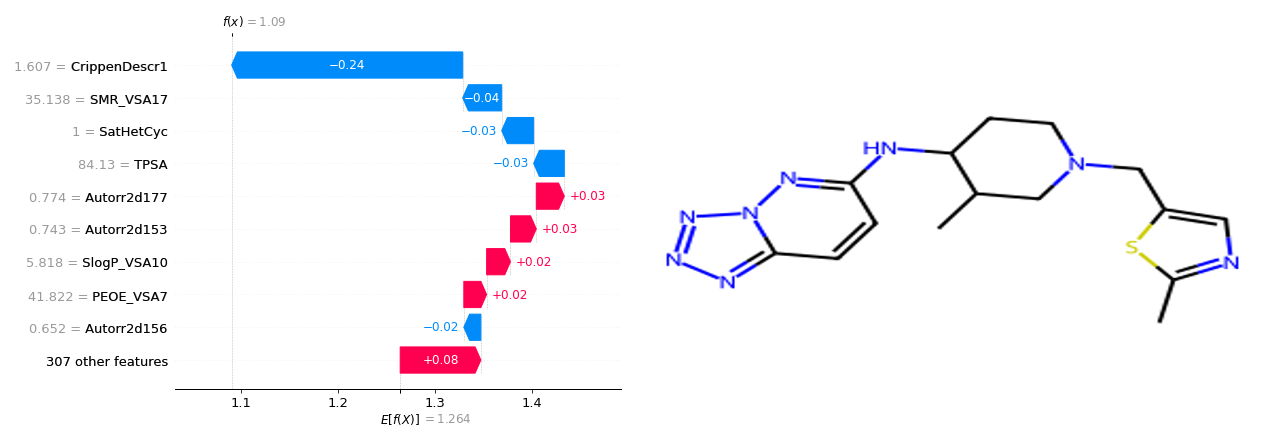 f(x) = 1.09
1.607 = CrippenDescr1
−0.24
35.138 = SMR_VSA17
−0.04
1 = SatHetCyc
−0.03
84.13 = TPSA
−0.03
0.774 = Autorr2d177
+0.03
0.743 = Autorr2d153
+0.03
5.818 = SlogP_VSA10
+0.02
41.822 = PEOE_VSA7
+0.02
0.652 = Autorr2d156
−0.02
307 other features
+0.08
1.1 1.2 1.3 1.4
E[f(X)] = 1.264
HN
N
N
N
N
N
N
N
S
N